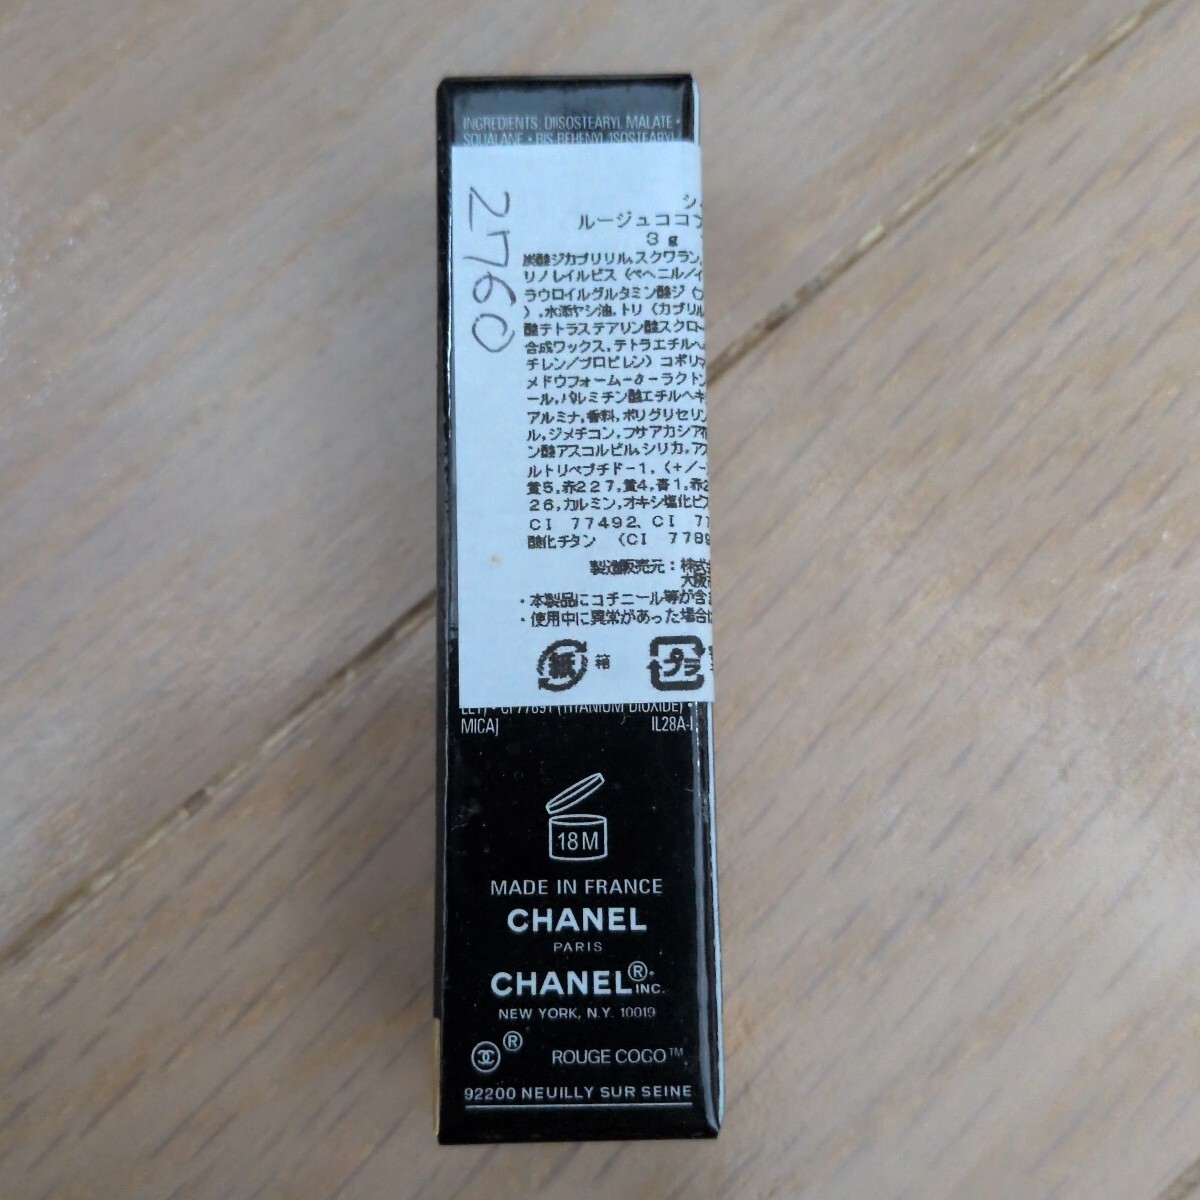 INGREDIENTS: DIISOSTEARYL MALATE •
SQUALANE • BIS-BEHENYL/ISOSTEARYL
2760
ルージュココ
3g
炭酸ジカプリリル,スクワラン,
リノレイルビス(ベヘニル/イ
ラウロイルグルタミン酸ジ(
),水添ヤシ油,トリ(カプリル
酸テトラステアリン酸スクロー
合成ワックス,テトラエチルヘ
チレン/プロピレン)コポリマ
メドウフォーム-δ-ラクトン
ール,パルミチン酸エチルヘキ
アルミナ,香料,ポリグリセリン
ル,ジメチコン,フサアカシア
ン酸アスコルビル,シリカ,ア
ルトリペプチド-1,(+/-
黄5,赤227,黄4,青1,赤2
26,カルミン,オキシ塩化ビス
CI 77492、CI 77
酸化チタン (CI 7789
製造販売元:株式
大阪
・本製品にコチニール等が含
・使用中に異常があった場合
紙 箱 プラ
CI 77891 (TITANIUM DIOXIDE) •
MICA] IL28A-
18M
MADE IN FRANCE
CHANEL
PARIS
CHANEL®
INC.
NEW YORK, N.Y. 10019
® ROUGE COCO™
92200 NEUILLY SUR SEINE